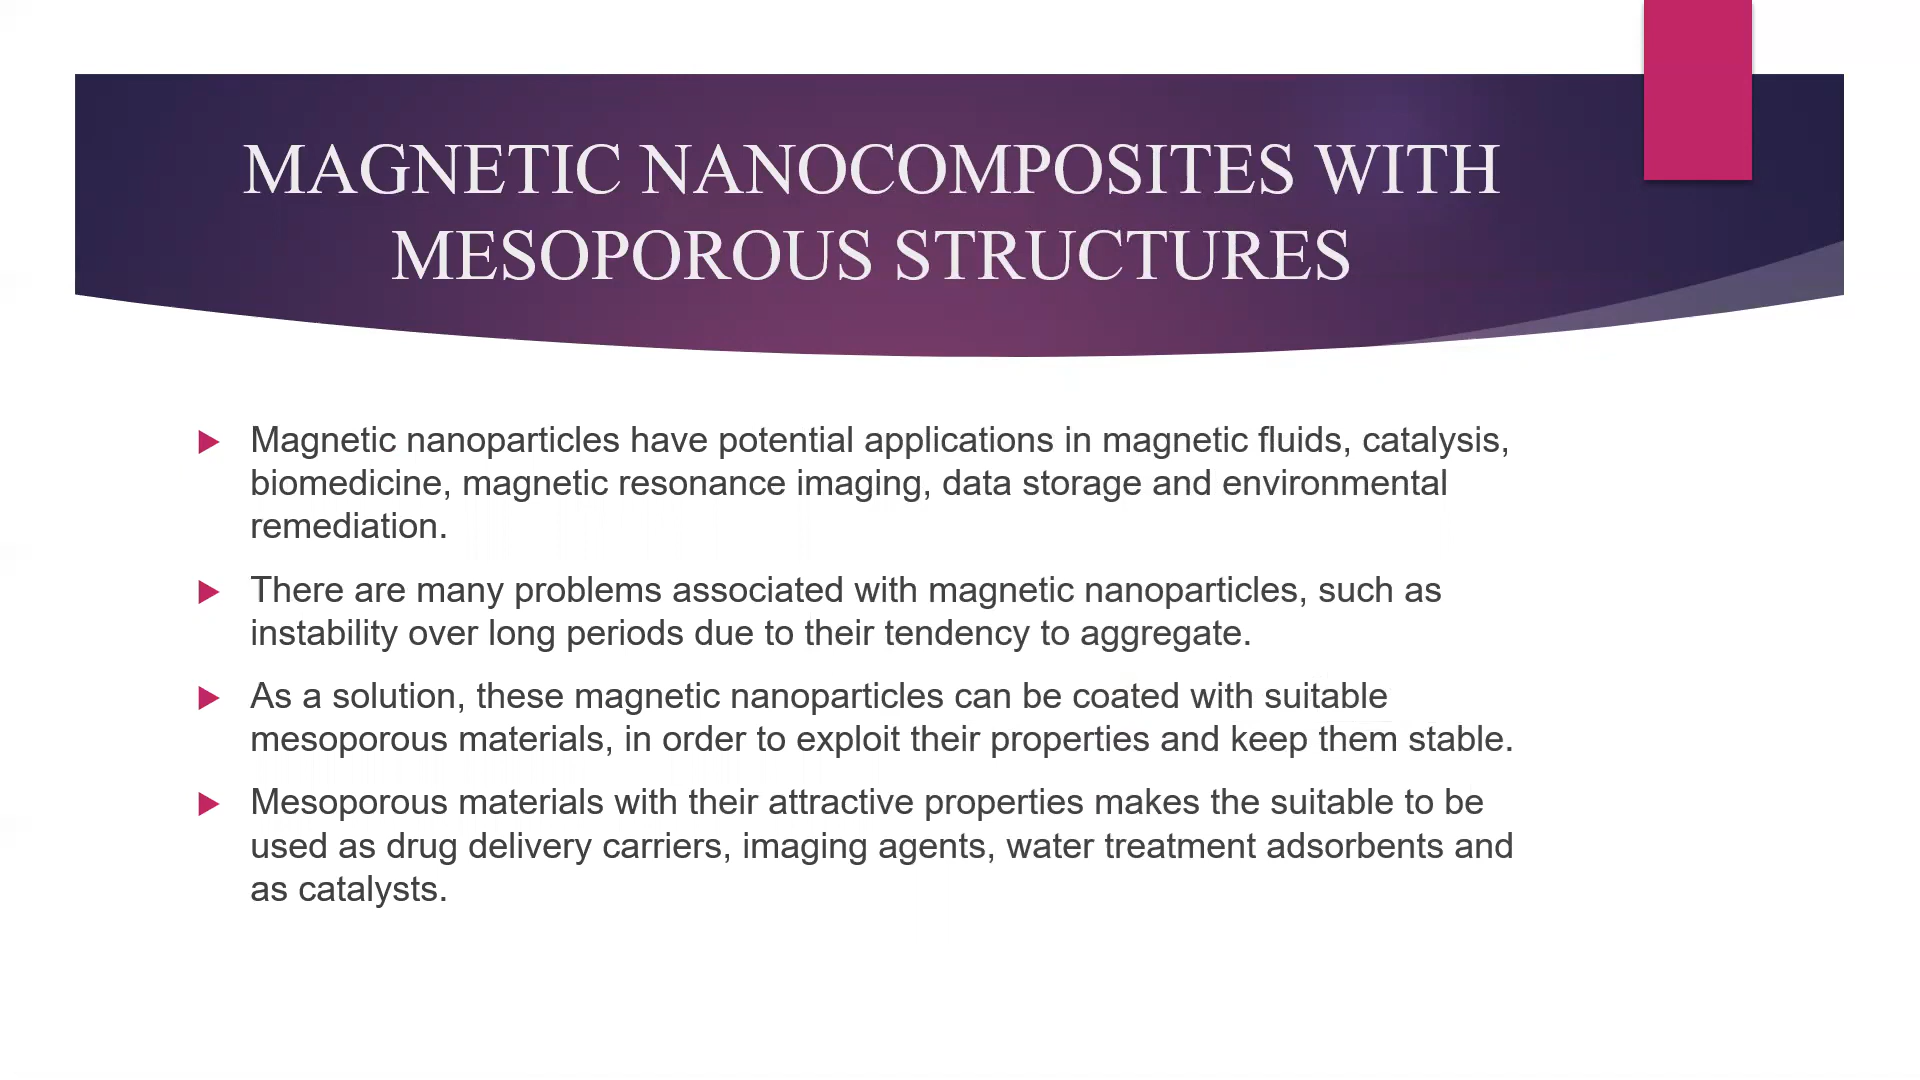 MAGNETIC NANOCOMPOSITES WITH
MESOPOROUS STRUCTURES
Magnetic nanoparticles have potential applications in magnetic fluids, catalysis,
biomedicine, magnetic resonance imaging, data storage and environmental
remediation.
There are many problems associated with magnetic nanoparticles, such as
instability over long periods due to their tendency to aggregate.
As a solution, these magnetic nanoparticles can be coated with suitable
mesoporous materials, in order to exploit their properties and keep them stable.
Mesoporous materials with their attractive properties makes the suitable to be
used as drug delivery carriers, imaging agents, water treatment adsorbents and
as catalysts.